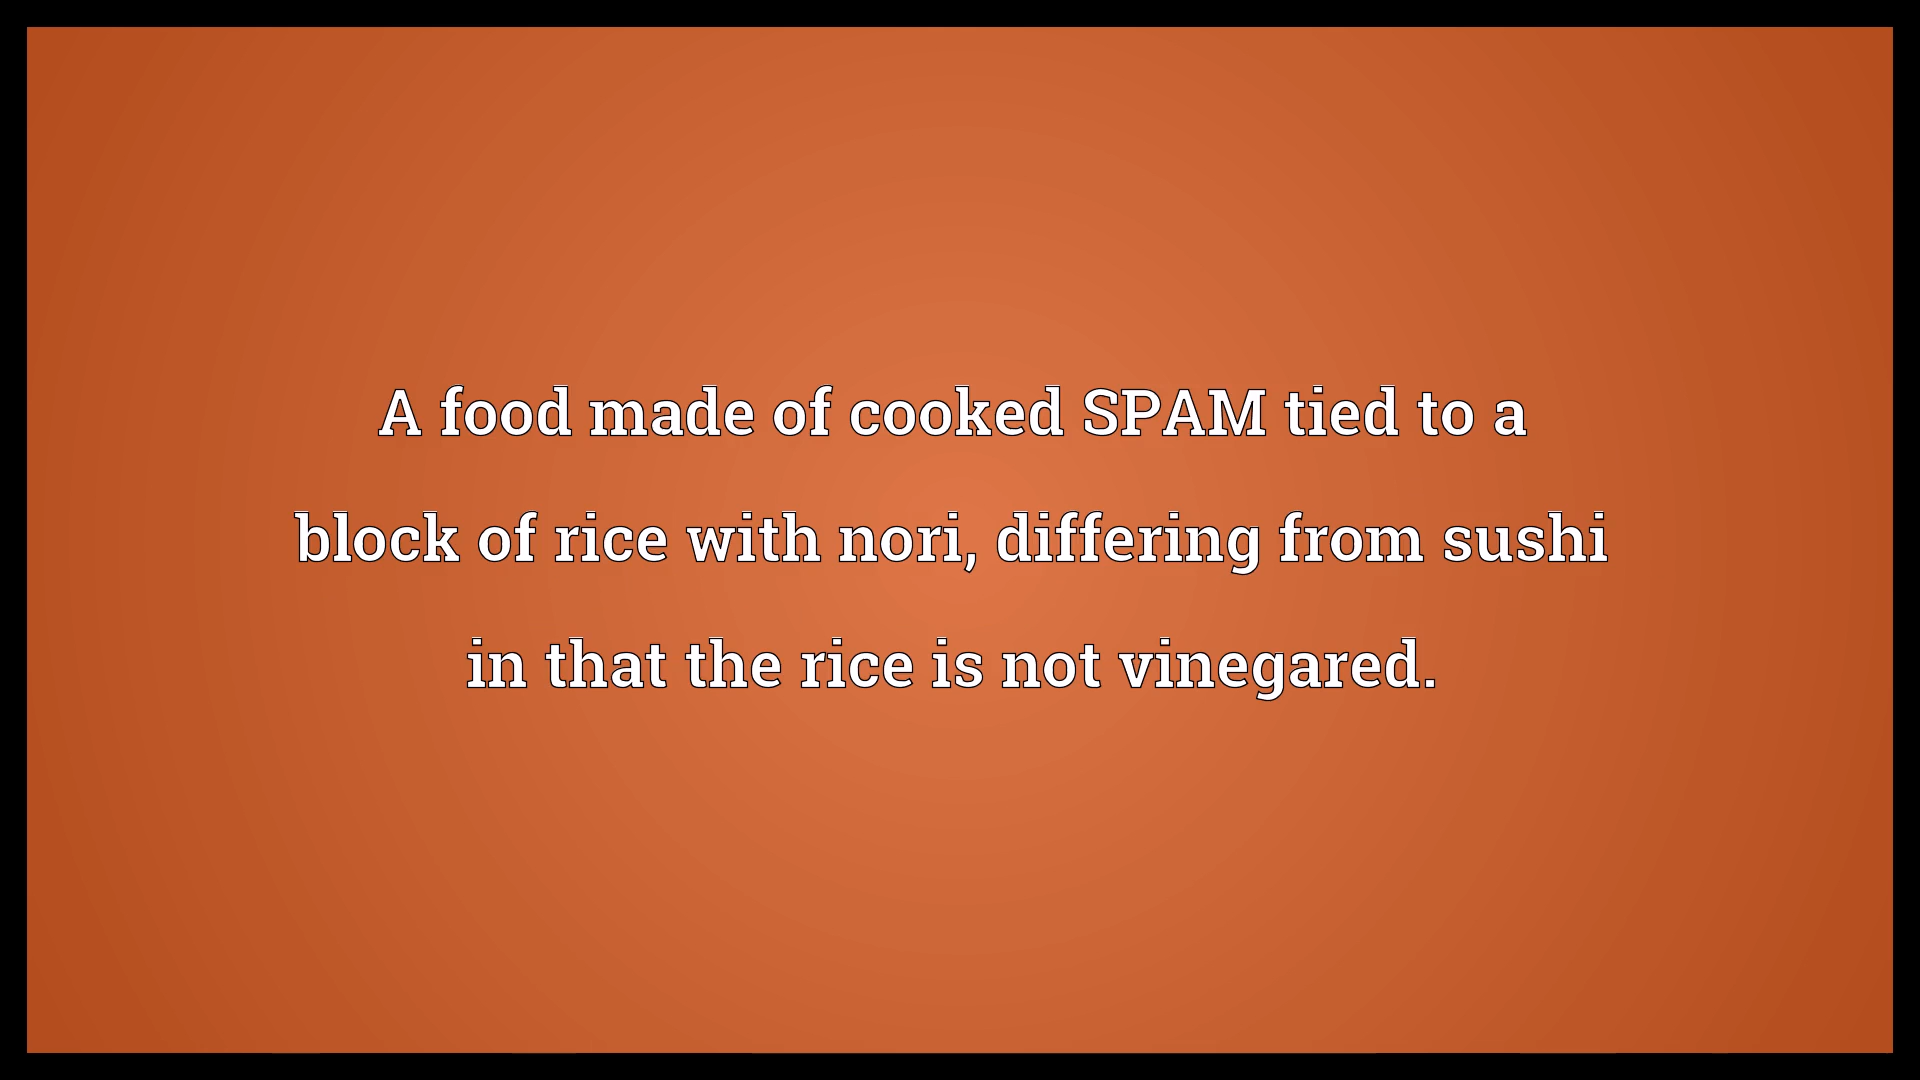 A food made of cooked SPAM tied to a
block of rice with nori, differing from sushi
in that the rice is not vinegared.